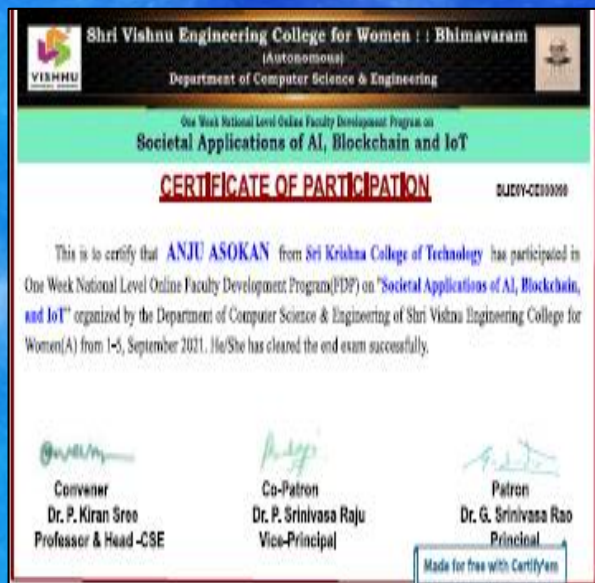 VISHNU
Shri Vishnu Engineering College for Women : : Bhimavaram
(Autonomous)
Department of Computer Science & Engineering
One Week National Level Online Faculty Development Program on
Societal Applications of AI, Blockchain and IoT
CERTIFICATE OF PARTICIPATION
This is to certify that ANJU ASOKAN from Sri Krishna College of Technology has participated in
One Week National Level Online Faculty Development Program(FDP) on "Societal Applications of AI, Blockchain,
and IoT" organized by the Department of Computer Science & Engineering of Shri Vishnu Engineering College for
Women(A) from 1-5, September 2021. He/She has cleared the end exam successfully.
Convener
Co-Patron
Patron
Dr. P. Kiran Sree
Dr. P. Srinivasa Raju
Dr. G. Srinivasa Rao
Professor & Head -CSE
Vice-Principal
Principal
Made for free with Certify'em